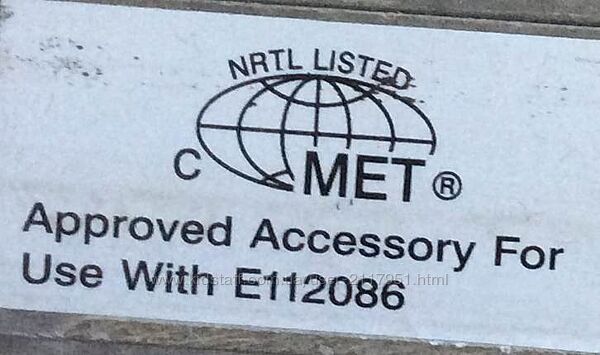 NRTL LISTED
C MET®
Approved Accessory For
Use With E112086